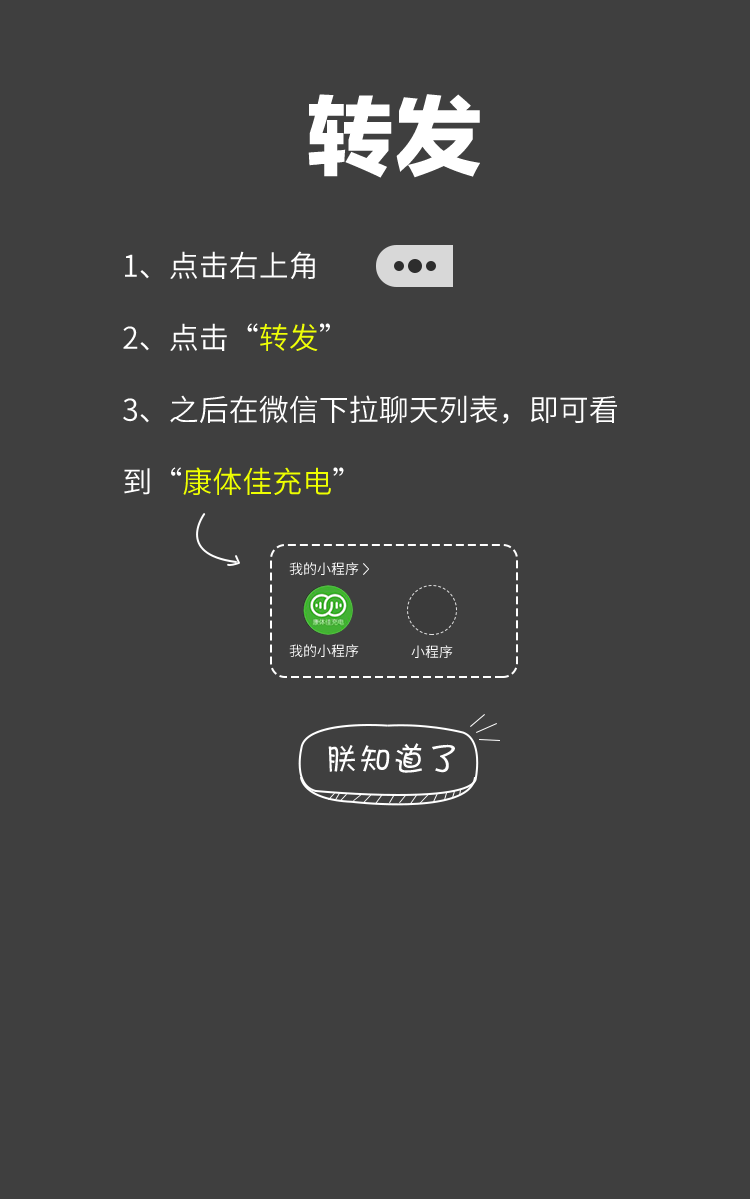 转发
1、点击右上角
2、点击“转发”
3、之后在微信下拉聊天列表，即可看
到“康体佳充电”
我的小程序
康体佳充电
我的小程序
小程序
朕知道了